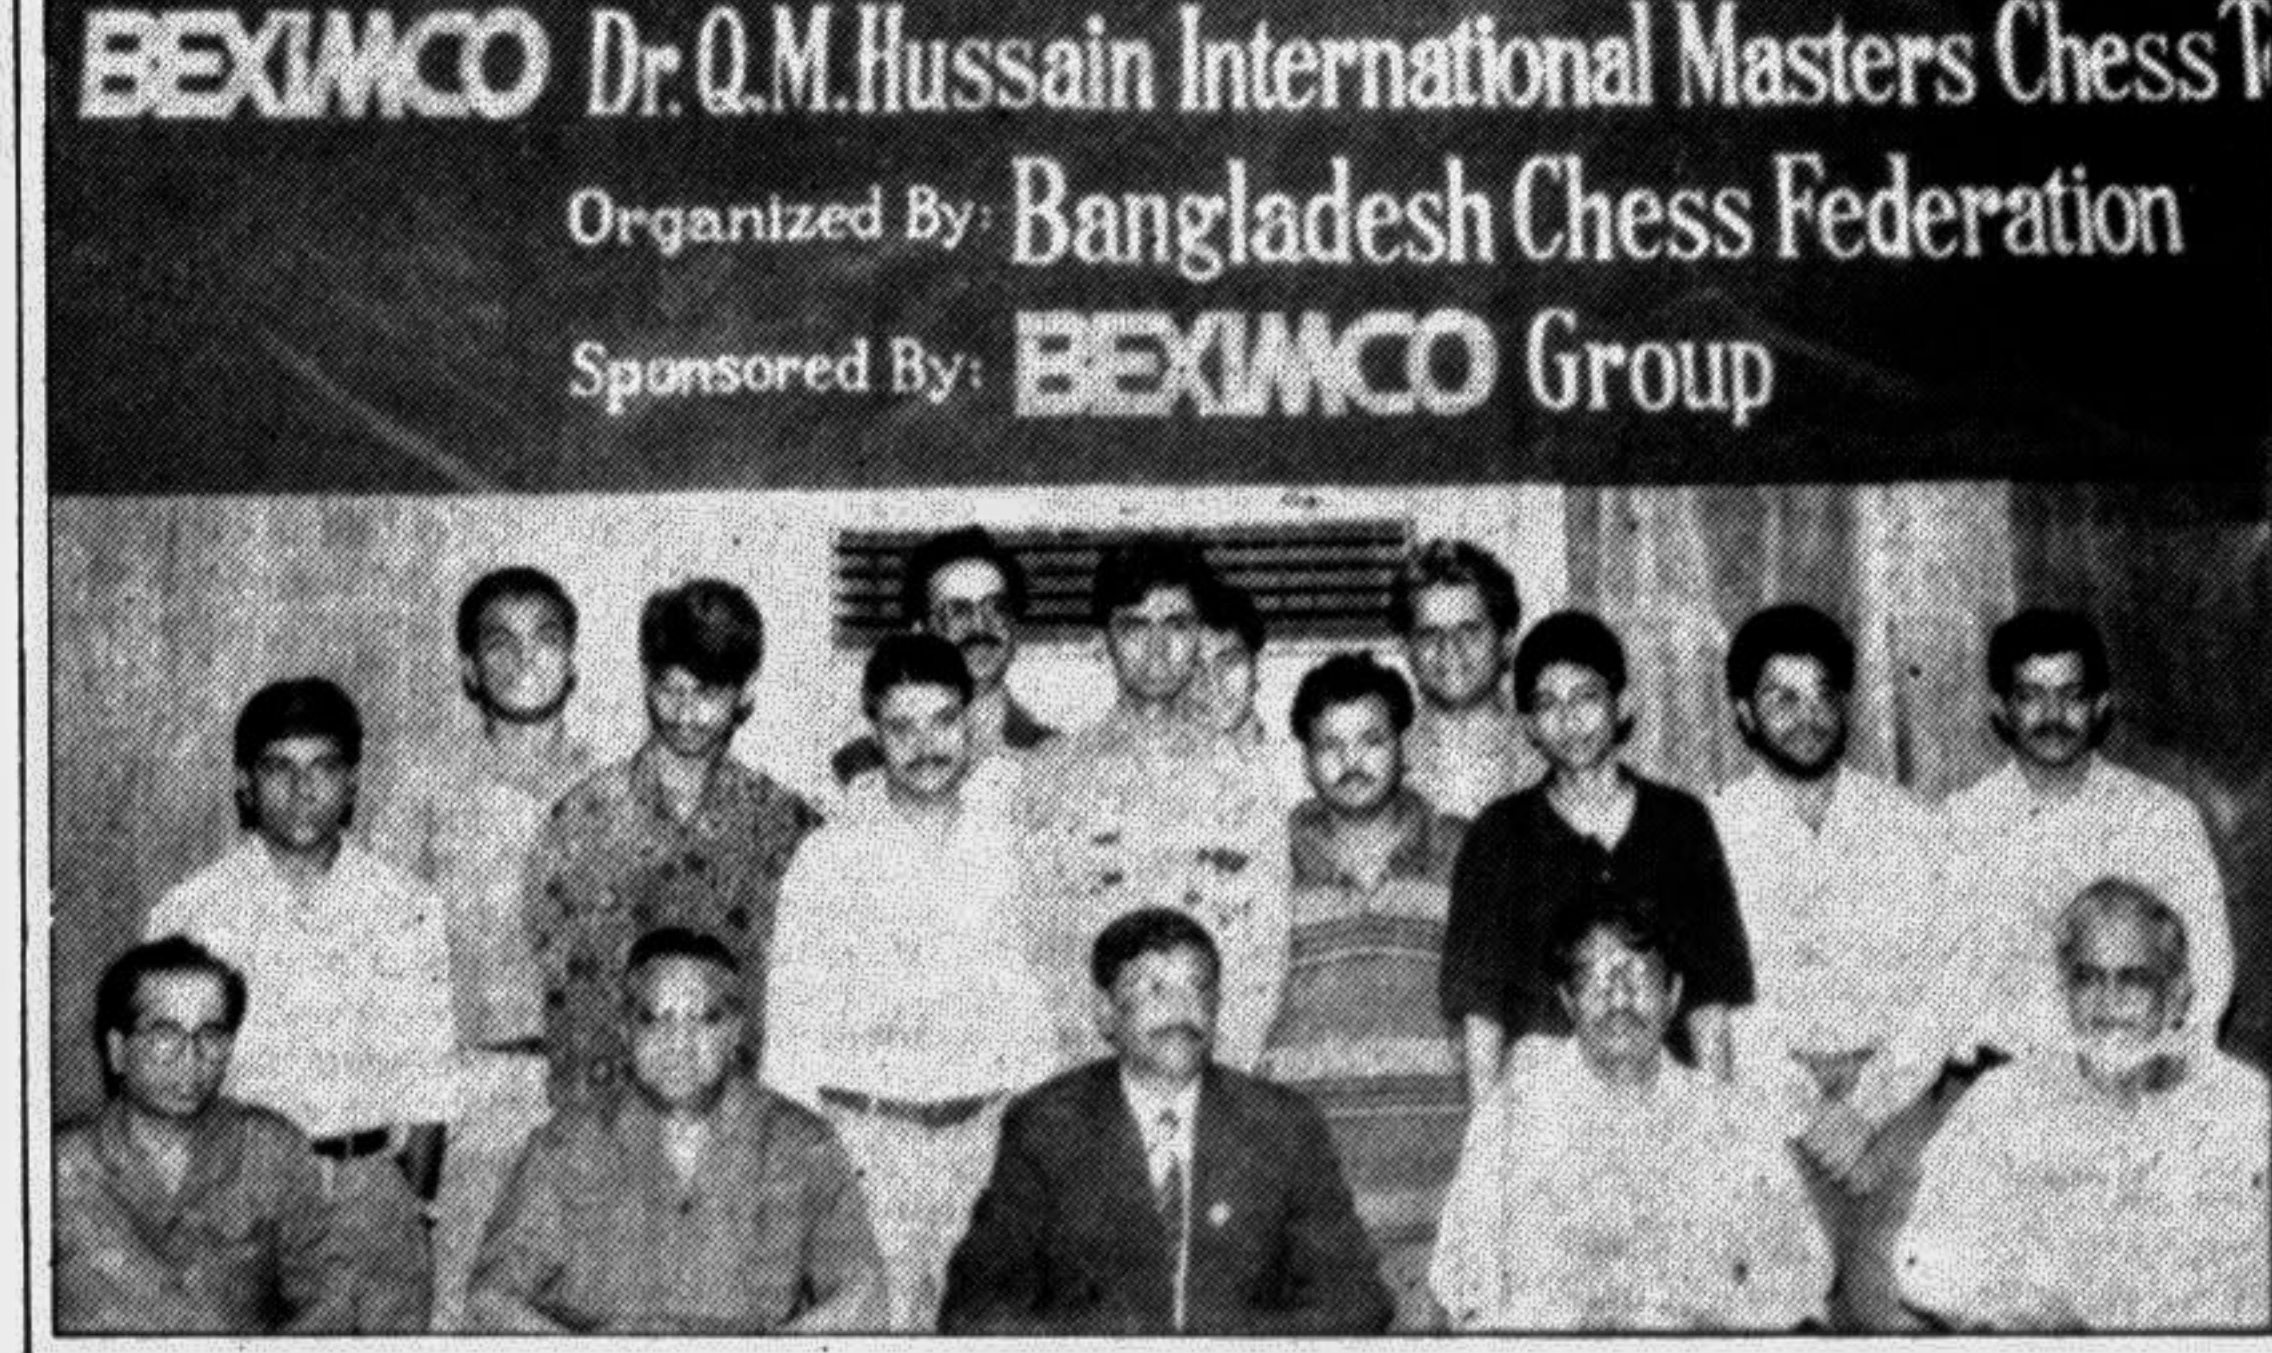 BEXIMCO Dr. Q.M.Hussain International Masters Chess
Organized By: Bangladesh Chess Federation
Sponsored By: BEXIMCO Group